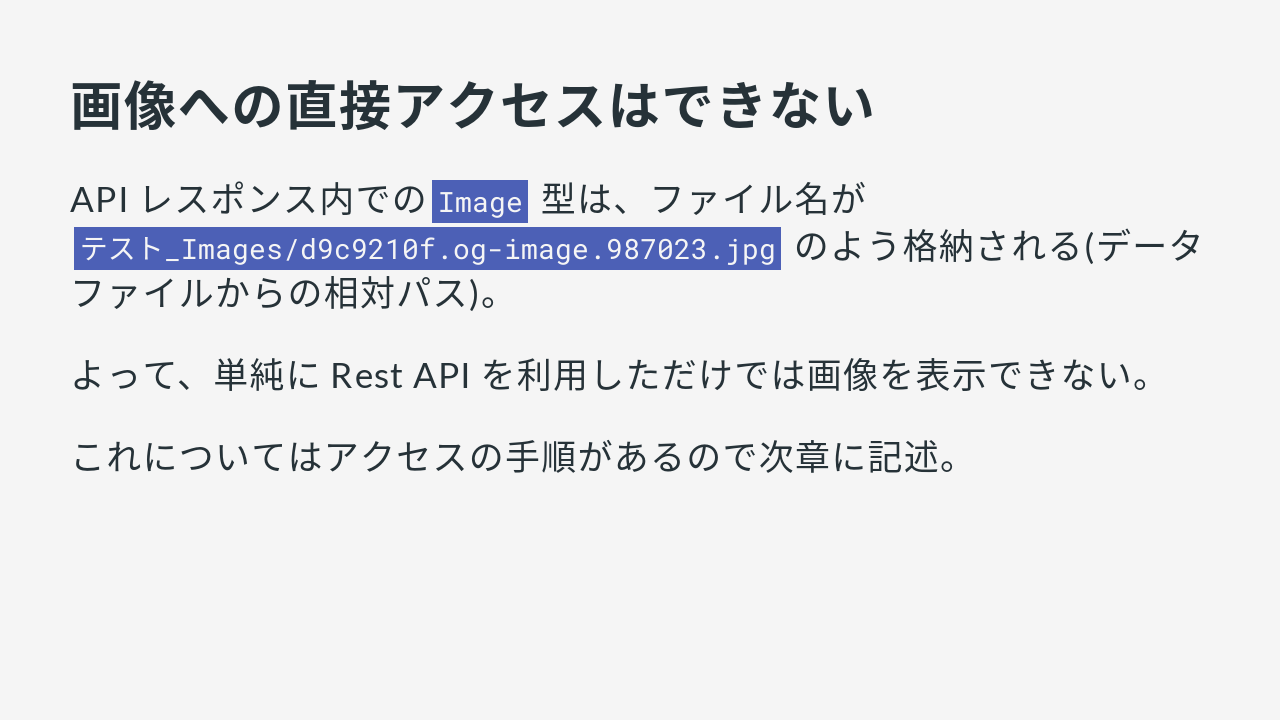 画像への直接アクセスはできない
API レスポンス内での Image 型は、ファイル名が
テスト_Images/d9c9210f.og-image.987023.jpg のよう格納される(データ
ファイルからの相対パス)。
よって、単純に Rest API を利用しただけでは画像を表示できない。
これについてはアクセスの手順があるので次章に記述。